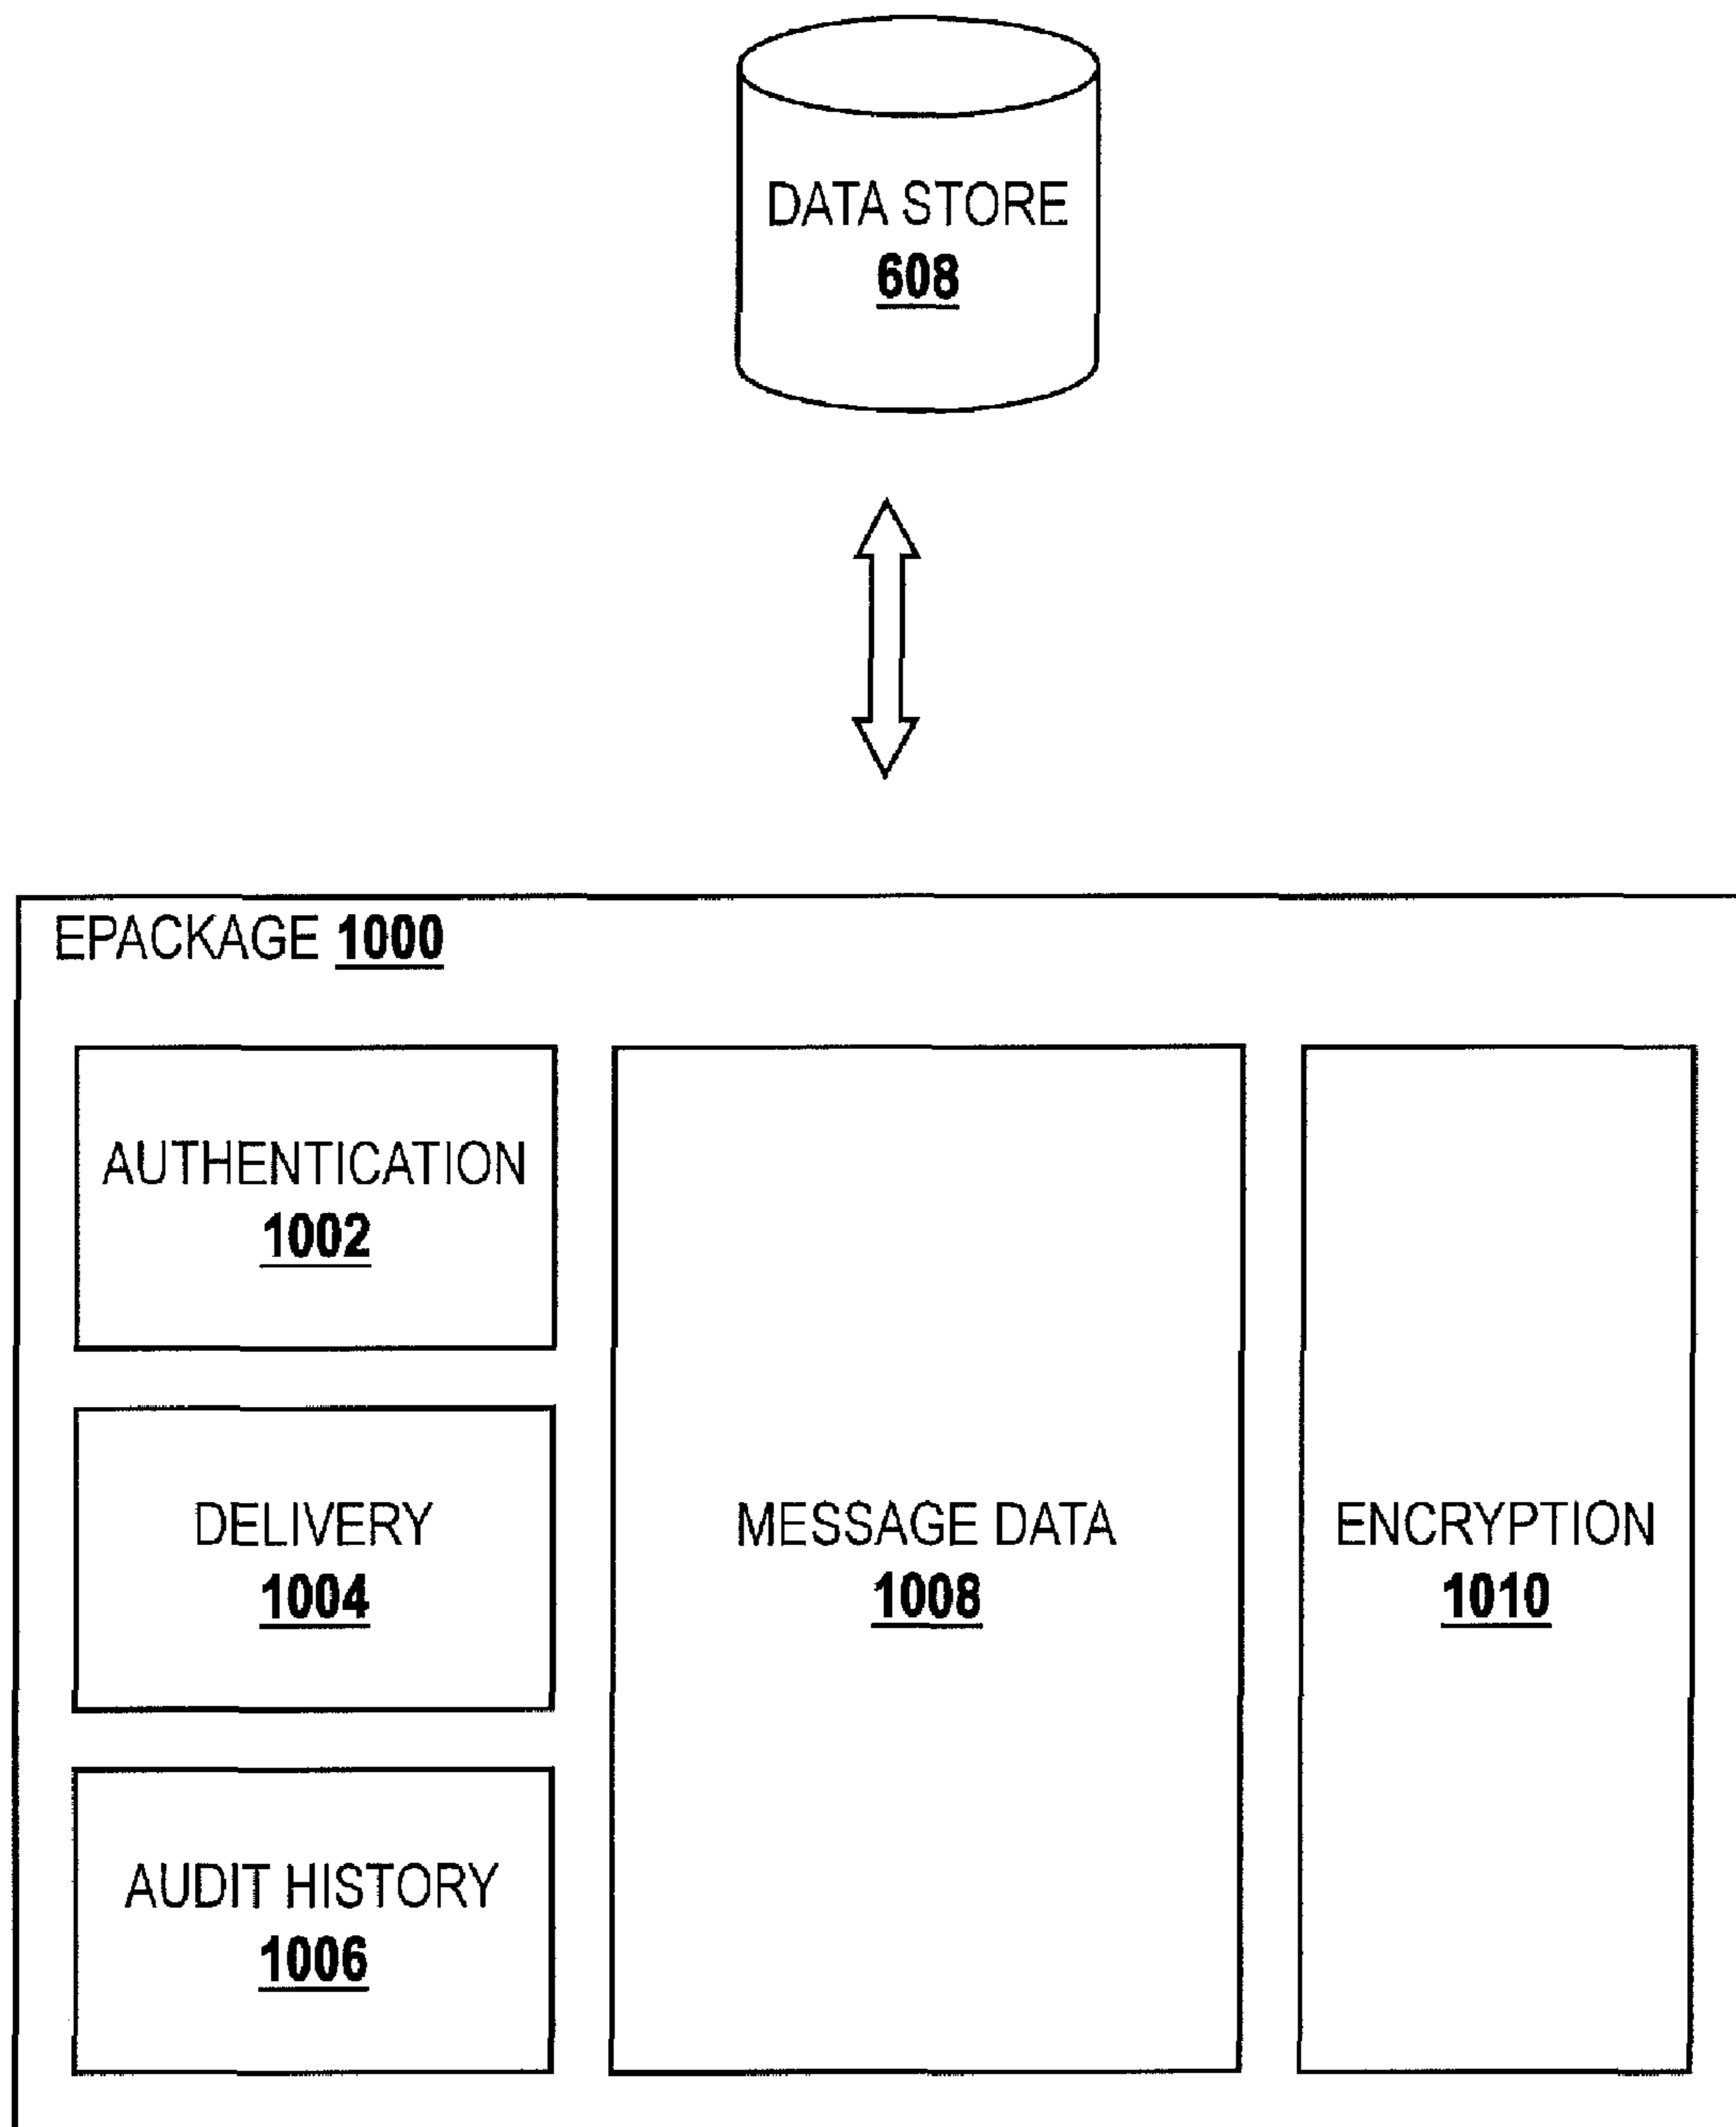 DATA STORE
608
EPACKAGE 1000
AUTHENTICATION
1002
DELIVERY
1004
AUDIT HISTORY
1006
MESSAGE DATA
1008
ENCRYPTION
1010